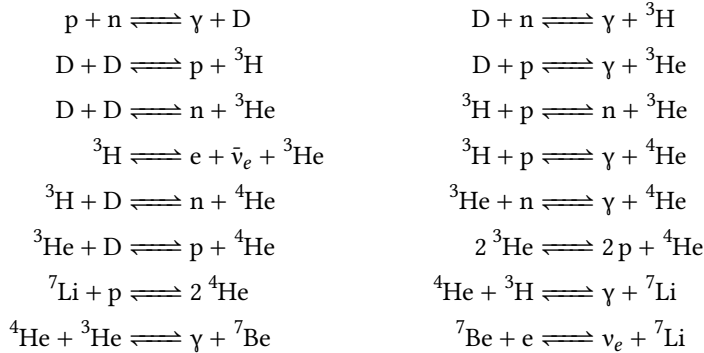 p + n ⇌ γ + D
D + n ⇌ γ + ³H
D + D ⇌ p + ³H
D + p ⇌ γ + ³He
D + D ⇌ n + ³He
³H + p ⇌ n + ³He
³H ⇌ e + ν̄ₑ + ³He
³H + p ⇌ γ + ⁴He
³H + D ⇌ n + ⁴He
³He + n ⇌ γ + ⁴He
³He + D ⇌ p + ⁴He
2 ³He ⇌ 2 p + ⁴He
⁷Li + p ⇌ 2 ⁴He
⁴He + ³H ⇌ γ + ⁷Li
⁴He + ³He ⇌ γ + ⁷Be
⁷Be + e ⇌ νₑ + ⁷Li